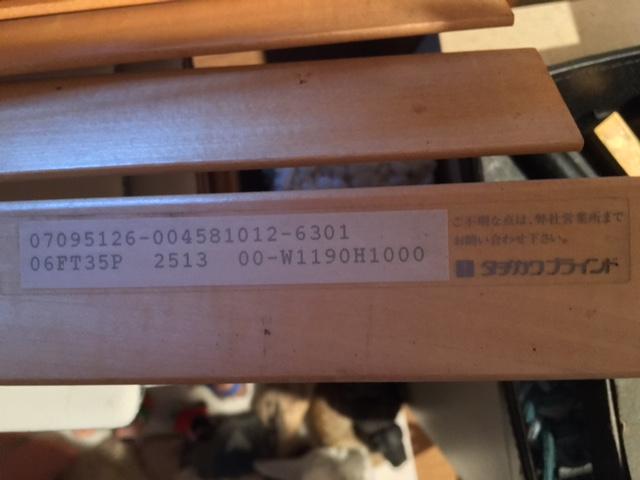 07095126-004581012-6301
06FT35P 2513 00-W1190H1000
ご不明な点は、弊社営業所まで
お問い合わせ下さい。
タチカワブラインド